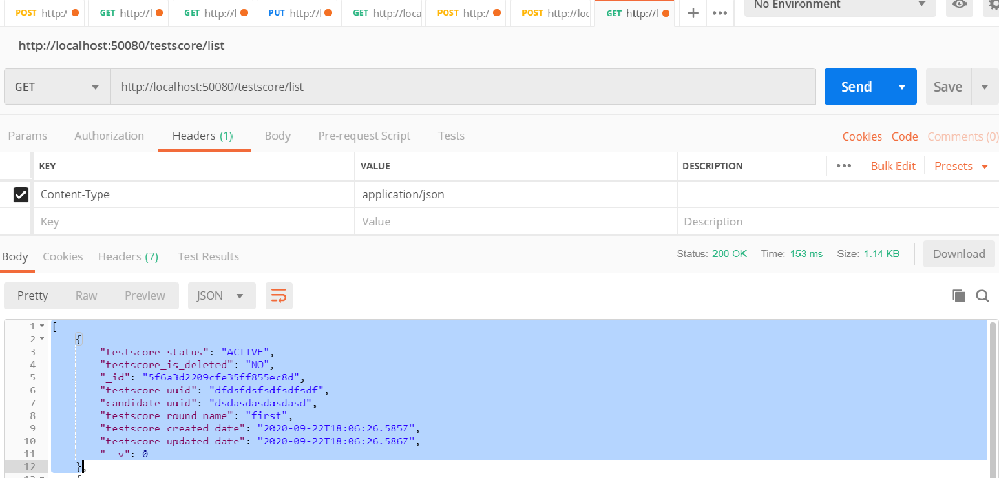 POST http:/ GET http://l GET http://l PUT http://l GET http://loca POST http:/ POST http://loc GET http://l + ••• No Environment
http://localhost:50080/testscore/list
GET http://localhost:50080/testscore/list Send Save
Params Authorization Headers (1) Body Pre-request Script Tests Cookies Code Comments (0)
KEY VALUE DESCRIPTION ••• Bulk Edit Presets
Content-Type application/json
Key Value Description
Body Cookies Headers (7) Test Results Status: 200 OK Time: 153 ms Size: 1.14 KB Download
Pretty Raw Preview JSON
1 [
2 {
3 "testscore_status": "ACTIVE",
4 "testscore_is_deleted": "NO",
5 "_id": "5f6a3d2209cfe35ff855ec8d",
6 "testscore_uuid": "dfdsfdsfsdfsdfsdf",
7 "candidate_uuid": "dsdasdasdasdasd",
8 "testscore_round_name": "first",
9 "testscore_created_date": "2020-09-22T18:06:26.585Z",
10 "testscore_updated_date": "2020-09-22T18:06:26.586Z",
11 "__v": 0
12 },